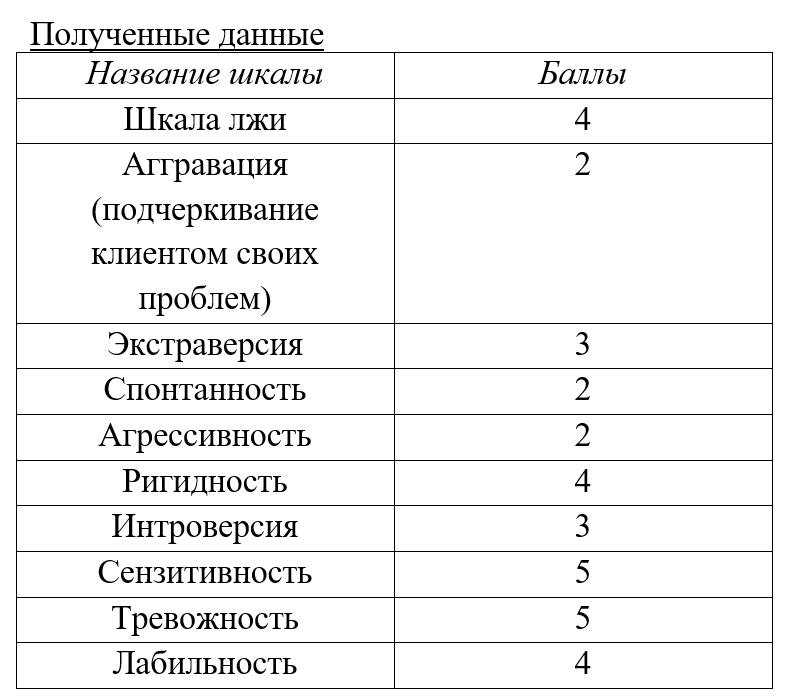 Полученные данные
Название шкалы Баллы
Шкала лжи 4
Аггравация 2
(подчеркивание
клиентом своих
проблем)
Экстраверсия 3
Спонтанность 2
Агрессивность 2
Ригидность 4
Интроверсия 3
Сензитивность 5
Тревожность 5
Лабильность 4